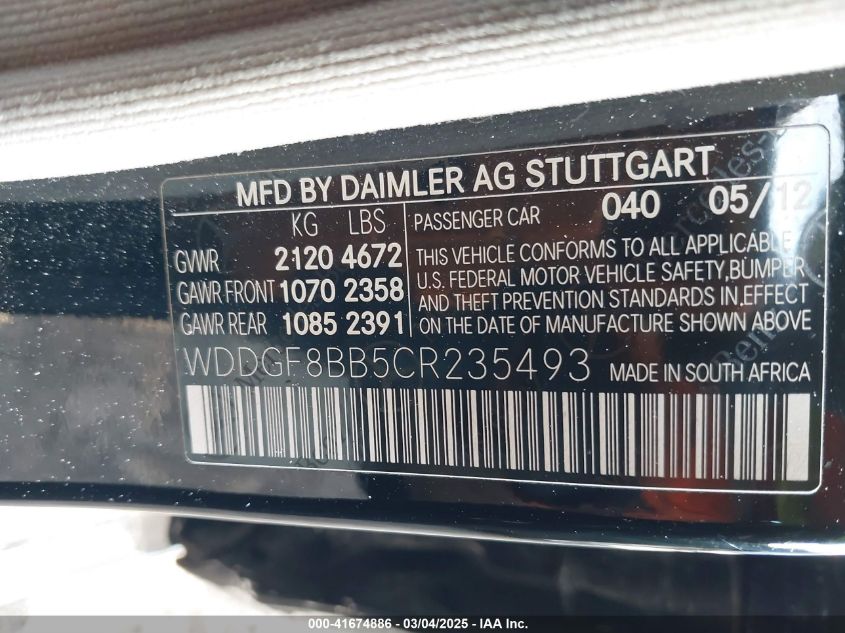 MFD BY DAIMLER AG STUTTGART
KG LBS
GVWR 2120 4672
GAWR FRONT 1070 2358
GAWR REAR 1085 2391
PASSENGER CAR 040 05/12
THIS VEHICLE CONFORMS TO ALL APPLICABLE
U.S. FEDERAL MOTOR VEHICLE SAFETY,BUMPER
AND THEFT PREVENTION STANDARDS IN EFFECT
ON THE DATE OF MANUFACTURE SHOWN ABOVE
WDDGF8BB5CR235493 MADE IN SOUTH AFRICA
000-41674886 - 03/04/2025 - IAAI.COM